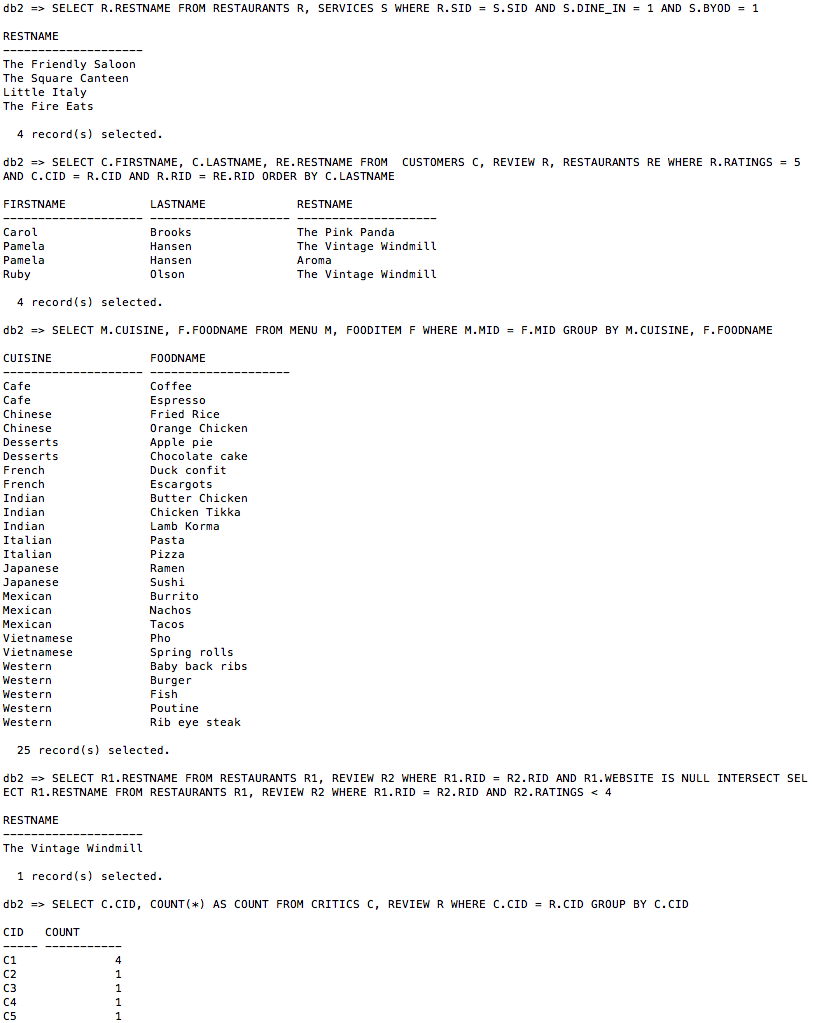 db2 => SELECT R.RESTNAME FROM RESTAURANTS R, SERVICES S WHERE R.SID = S.SID AND S.DINE_IN = 1 AND S.BYOD = 1
RESTNAME
--------------------
The Friendly Saloon
The Square Canteen
Little Italy
The Fire Eats
4 record(s) selected.
db2 => SELECT C.FIRSTNAME, C.LASTNAME, RE.RESTNAME FROM  CUSTOMERS C, REVIEW R, RESTAURANTS RE WHERE R.RATINGS = 5
AND C.CID = R.CID AND R.RID = RE.RID ORDER BY C.LASTNAME
FIRSTNAME            LASTNAME             RESTNAME
-------------------- -------------------- --------------------
Carol                Brooks               The Pink Panda
Pamela               Hansen               The Vintage Windmill
Pamela               Hansen               Aroma
Ruby                 Olson                The Vintage Windmill
4 record(s) selected.
db2 => SELECT M.CUISINE, F.FOODNAME FROM MENU M, FOODITEM F WHERE M.MID = F.MID GROUP BY M.CUISINE, F.FOODNAME
CUISINE              FOODNAME
-------------------- --------------------
Cafe                 Coffee
Cafe                 Espresso
Chinese              Fried Rice
Chinese              Orange Chicken
Desserts             Apple pie
Desserts             Chocolate cake
French               Duck confit
French               Escargots
Indian               Butter Chicken
Indian               Chicken Tikka
Indian               Lamb Korma
Italian              Pasta
Italian              Pizza
Japanese             Ramen
Japanese             Sushi
Mexican              Burrito
Mexican              Nachos
Mexican              Tacos
Vietnamese           Pho
Vietnamese           Spring rolls
Western              Baby back ribs
Western              Burger
Western              Fish
Western              Poutine
Western              Rib eye steak
25 record(s) selected.
db2 => SELECT R1.RESTNAME FROM RESTAURANTS R1, REVIEW R2 WHERE R1.RID = R2.RID AND R1.WEBSITE IS NULL INTERSECT SEL
ECT R1.RESTNAME FROM RESTAURANTS R1, REVIEW R2 WHERE R1.RID = R2.RID AND R2.RATINGS < 4
RESTNAME
--------------------
The Vintage Windmill
1 record(s) selected.
db2 => SELECT C.CID, COUNT(*) AS COUNT FROM CRITICS C, REVIEW R WHERE C.CID = R.CID GROUP BY C.CID
CID   COUNT
----- -----------
C1              4
C2              1
C3              1
C4              1
C5              1